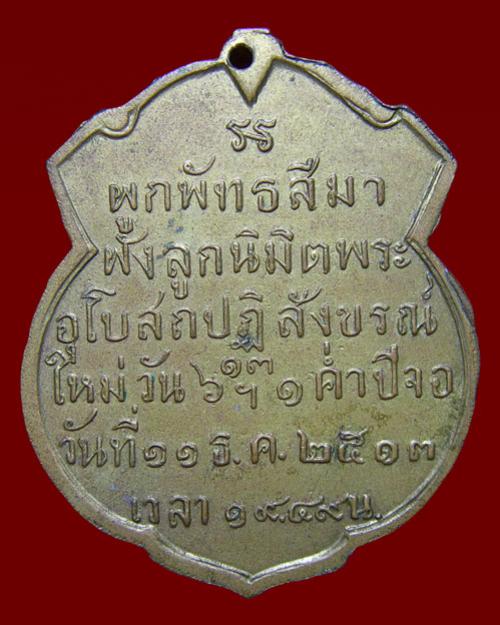 รร
ผูกพัทธสีมา
ฝังลูกนิมิตพระ
อุโบสถปฏิสังขรณ์
ใหม่วัน ๖ ๑๓ฯ ๑ ค่ำปีจอ
วันที่๑๑ ธ.ค. ๒๕๑๓
เวลา ๑๙.๔๙น.